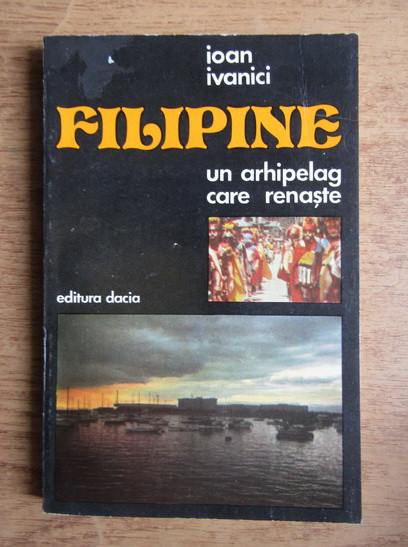 ioan
ivanici
FILIPINE
un arhipelag
care renaște
editura dacia